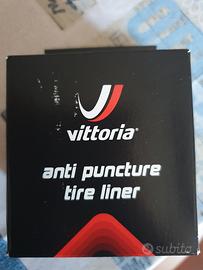 vittoria®
anti puncture
tire liner
subito